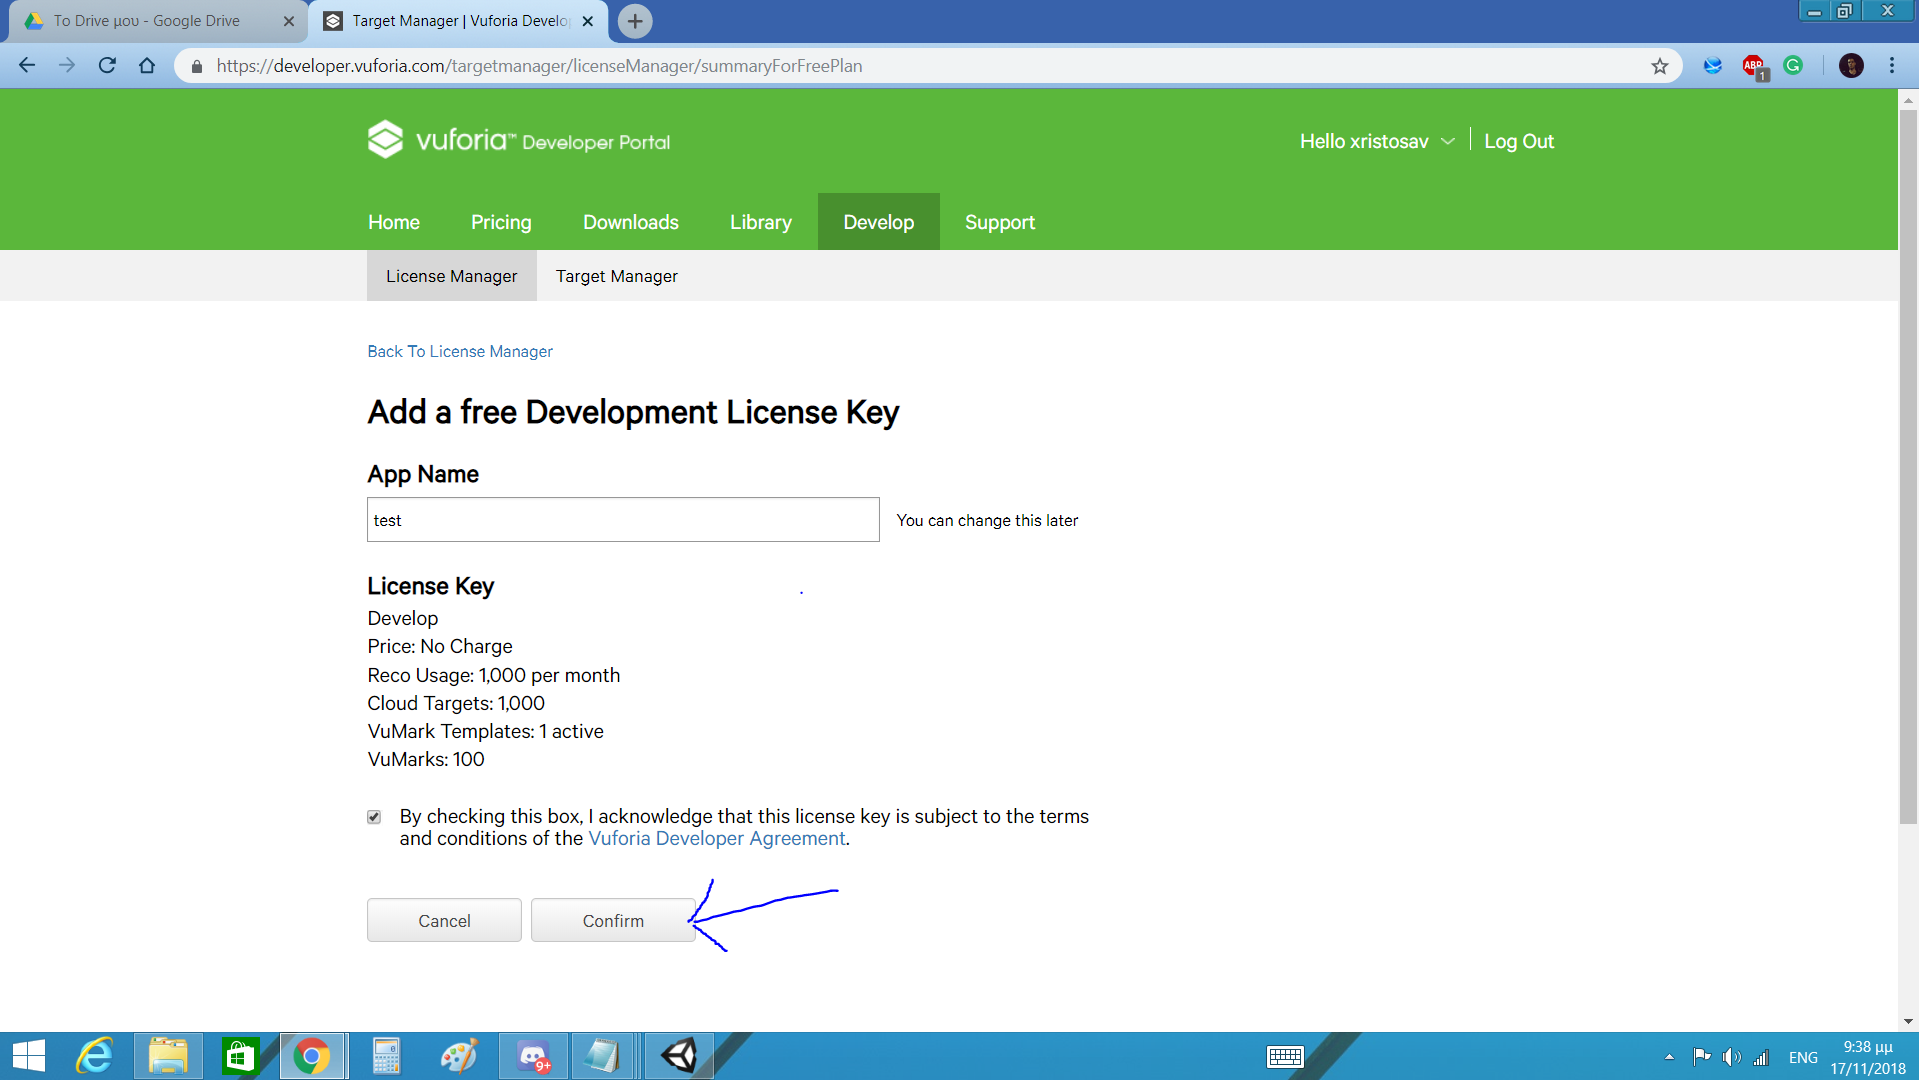 Το Drive μου - Google Drive
Target Manager | Vuforia Develo
https://developer.vuforia.com/targetmanager/licenseManager/summaryForFreePlan
ABP
1
G
vuforia™ Developer Portal
Hello xristosav
Log Out
Home
Pricing
Downloads
Library
Develop
Support
License Manager
Target Manager
Back To License Manager
Add a free Development License Key
App Name
test
You can change this later
License Key
Develop
Price: No Charge
Reco Usage: 1,000 per month
Cloud Targets: 1,000
VuMark Templates: 1 active
VuMarks: 100
By checking this box, I acknowledge that this license key is subject to the terms
and conditions of the Vuforia Developer Agreement.
Cancel
Confirm
9+
ENG
9:38 μμ
17/11/2018